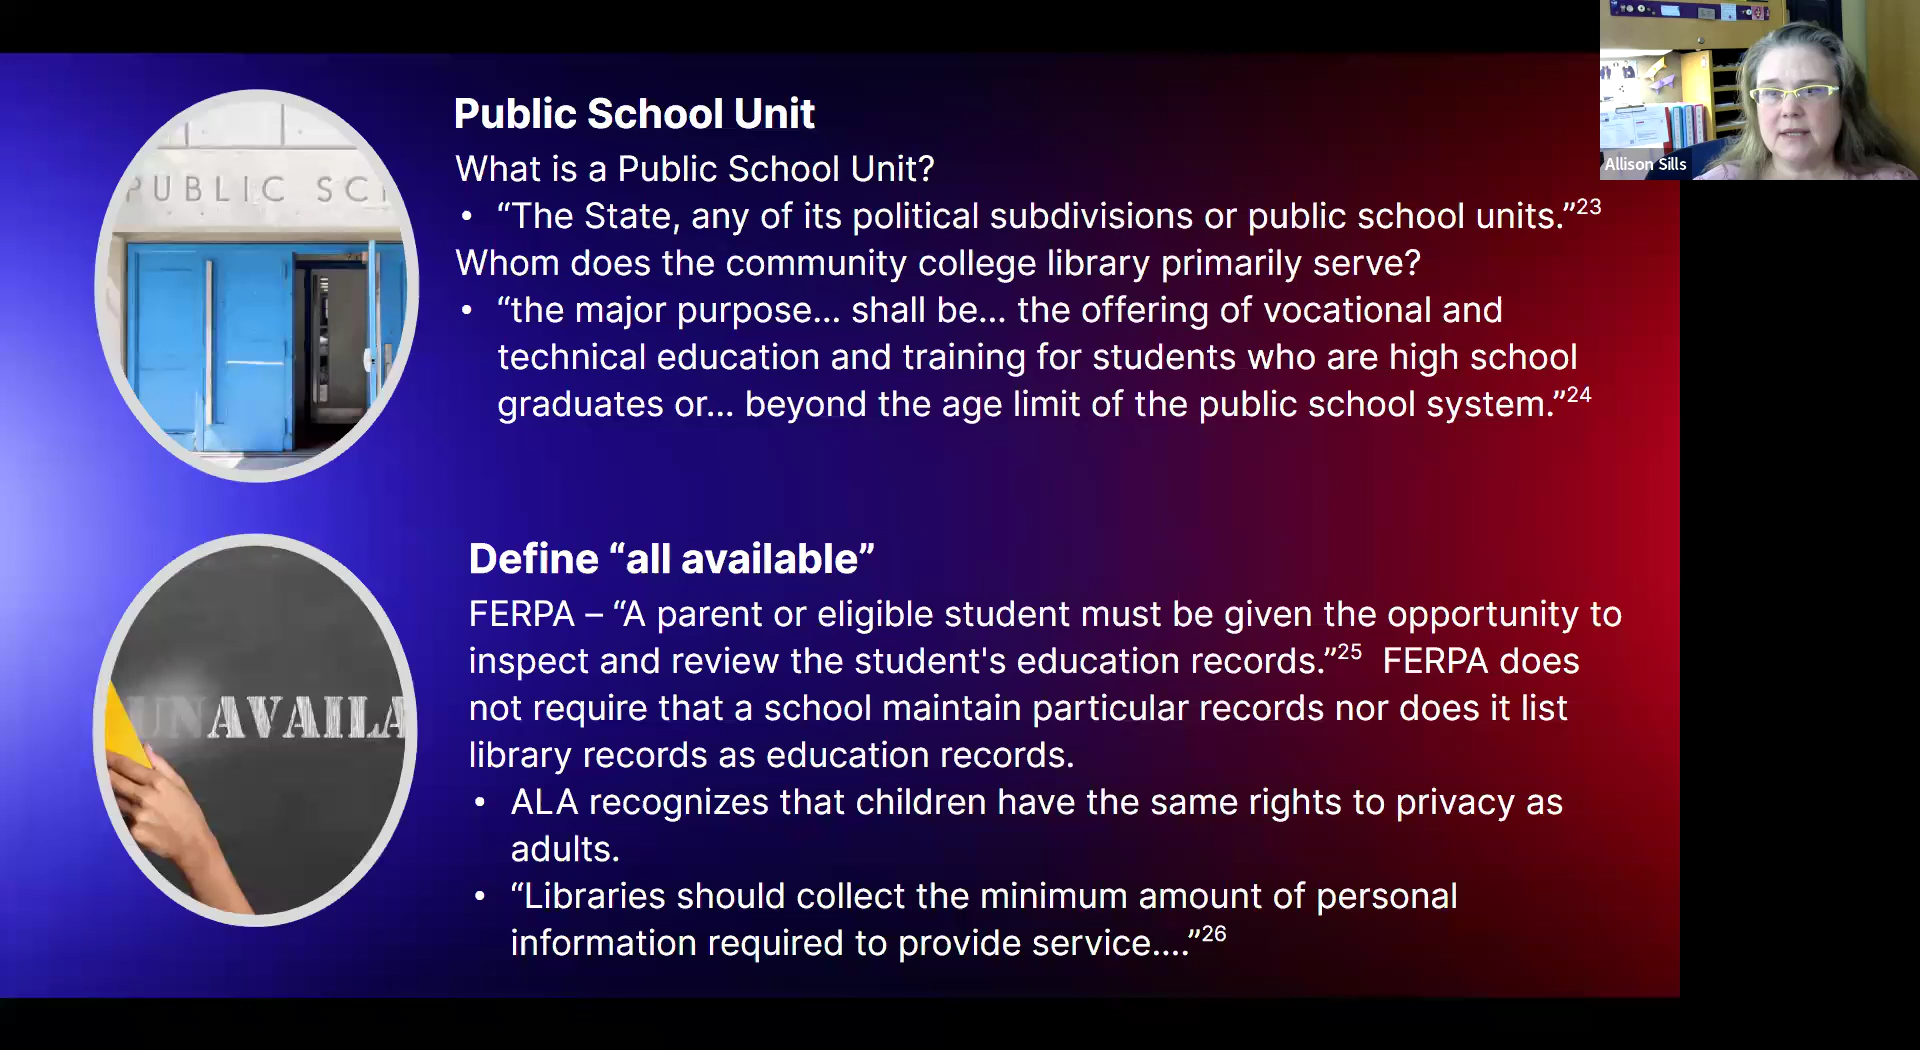 Allison Sills
PUBLIC SC
Public School Unit
What is a Public School Unit?
• “The State, any of its political subdivisions or public school units.”23
Whom does the community college library primarily serve?
• “the major purpose... shall be... the offering of vocational and
technical education and training for students who are high school
graduates or... beyond the age limit of the public school system.”24
UNAVAILA
Define “all available”
FERPA – “A parent or eligible student must be given the opportunity to
inspect and review the student's education records.”25 FERPA does
not require that a school maintain particular records nor does it list
library records as education records.
• ALA recognizes that children have the same rights to privacy as
adults.
• “Libraries should collect the minimum amount of personal
information required to provide service....”26